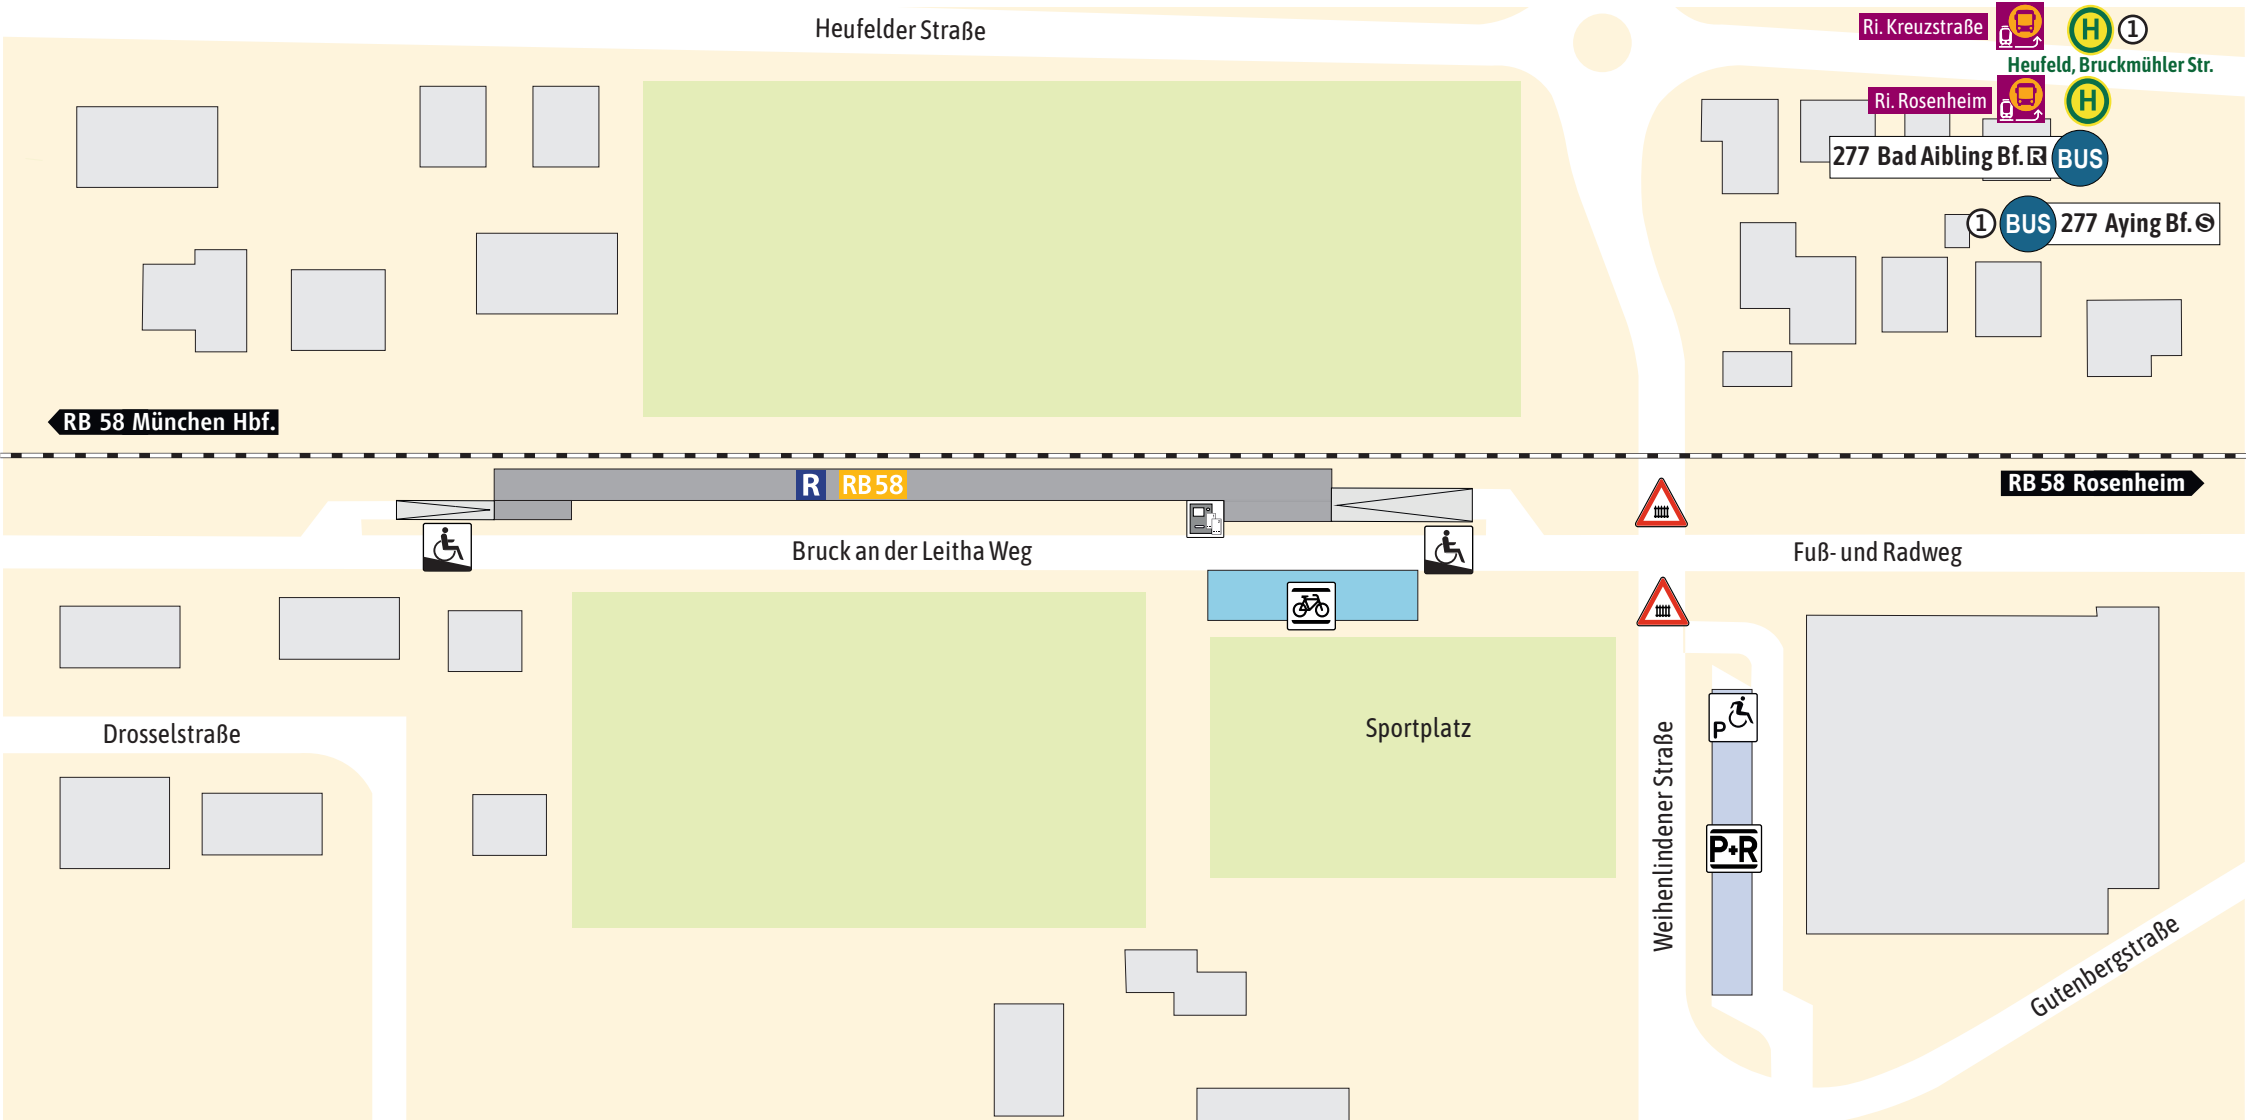 Heufelder Straße
Ri. Kreuzstraße
H
1
Heufeld, Bruckmühler Str.
Ri. Rosenheim
H
277 Bad Aibling Bf. R
BUS
1
BUS
277 Aying Bf. S
RB 58 München Hbf.
R
RB 58
RB 58 Rosenheim
Bruck an der Leitha Weg
Fuß- und Radweg
Drosselstraße
Sportplatz
Weihenlindener Straße
P
P+R
Gutenbergstraße